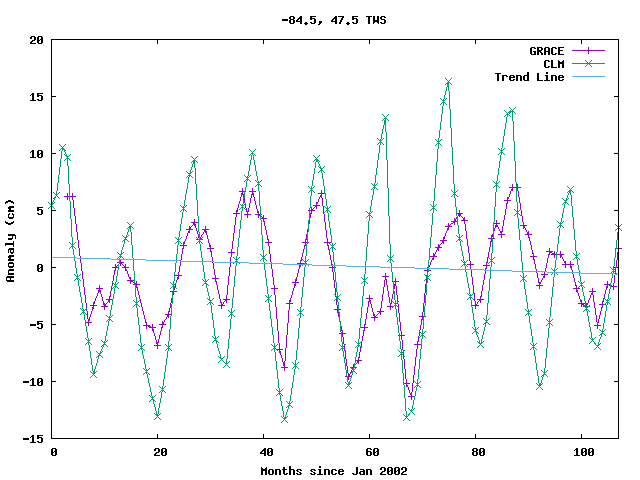 -84.5, 47.5 TWS
GRACE
CLM
Trend Line
20
15
10
5
0
-5
-10
-15
Anomaly (cm)
0 20 40 60 80 100
Months since Jan 2002